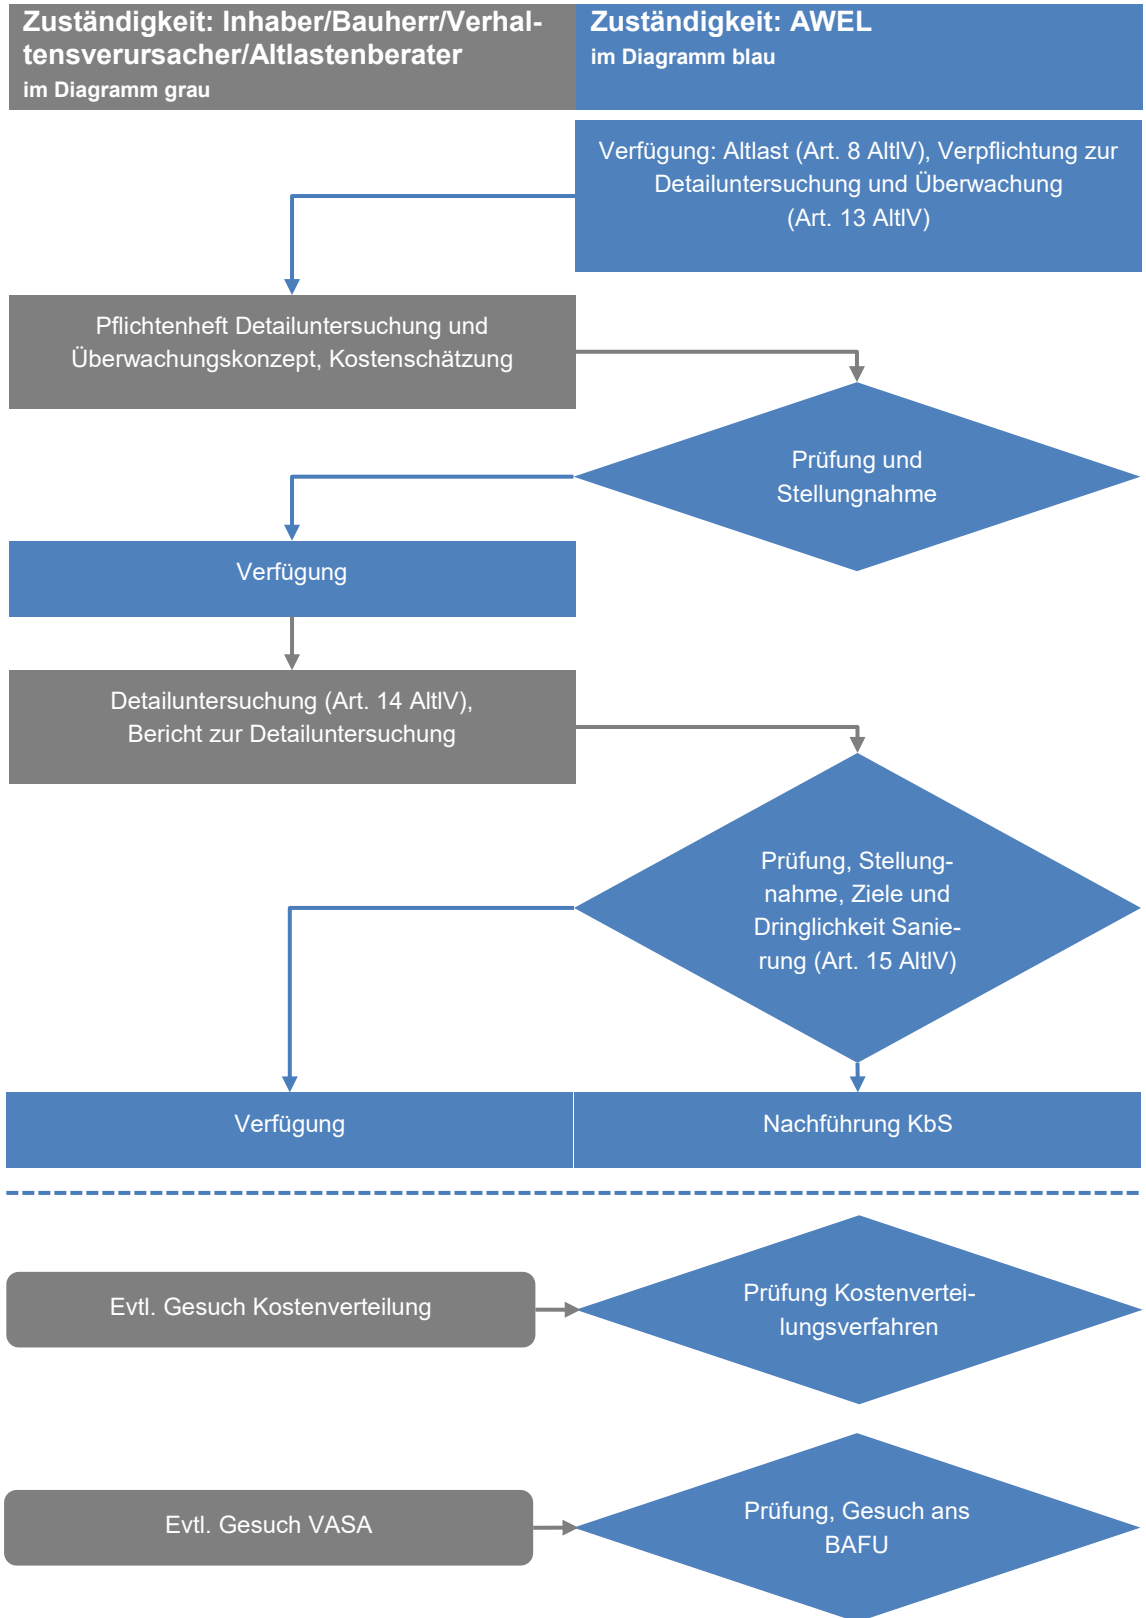 Zuständigkeit: Inhaber/Bauherr/Verhal-
tensverursacher/Altlastenberater
im Diagramm grau
Zuständigkeit: AWEL
im Diagramm blau
Verfügung: Altlast (Art. 8 AltlV), Verpflichtung zur
Detailuntersuchung und Überwachung
(Art. 13 AltlV)
Pflichtenheft Detailuntersuchung und
Überwachungskonzept, Kostenschätzung
Prüfung und
Stellungnahme
Verfügung
Detailuntersuchung (Art. 14 AltlV),
Bericht zur Detailuntersuchung
Prüfung, Stellung-
nahme, Ziele und
Dringlichkeit Sanie-
rung (Art. 15 AltlV)
Verfügung
Nachführung KbS
Evtl. Gesuch Kostenverteilung
Prüfung Kostenvertei-
lungsverfahren
Evtl. Gesuch VASA
Prüfung, Gesuch ans
BAFU